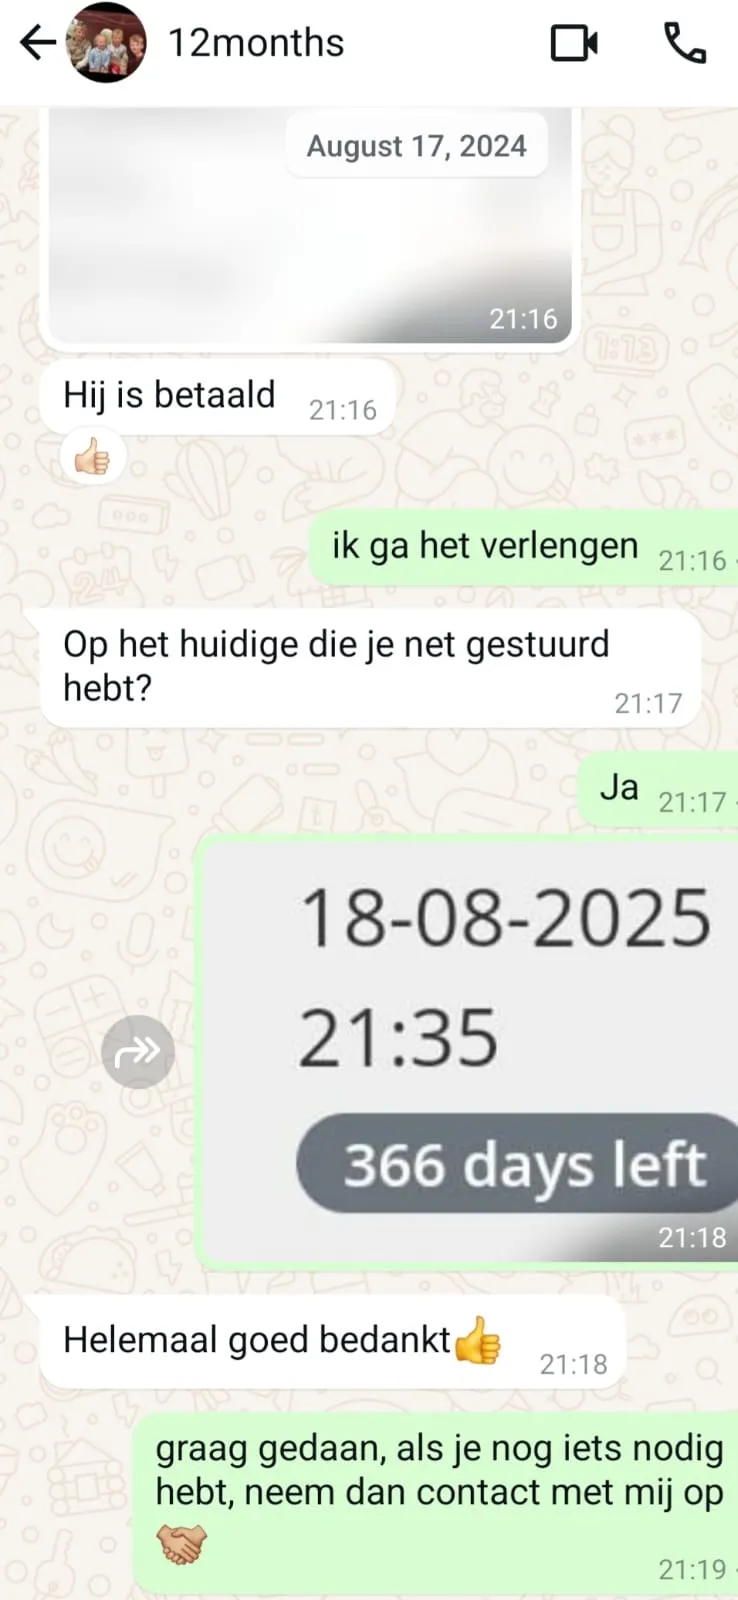 12months
August 17, 2024
21:16
Hij is betaald 21:16
ik ga het verlengen 21:16
Op het huidige die je net gestuurd
hebt? 21:17
Ja 21:17
18-08-2025
21:35
366 days left
21:18
Helemaal goed bedankt👍 21:18
graag gedaan, als je nog iets nodig
hebt, neem dan contact met mij op
🤝 21:19